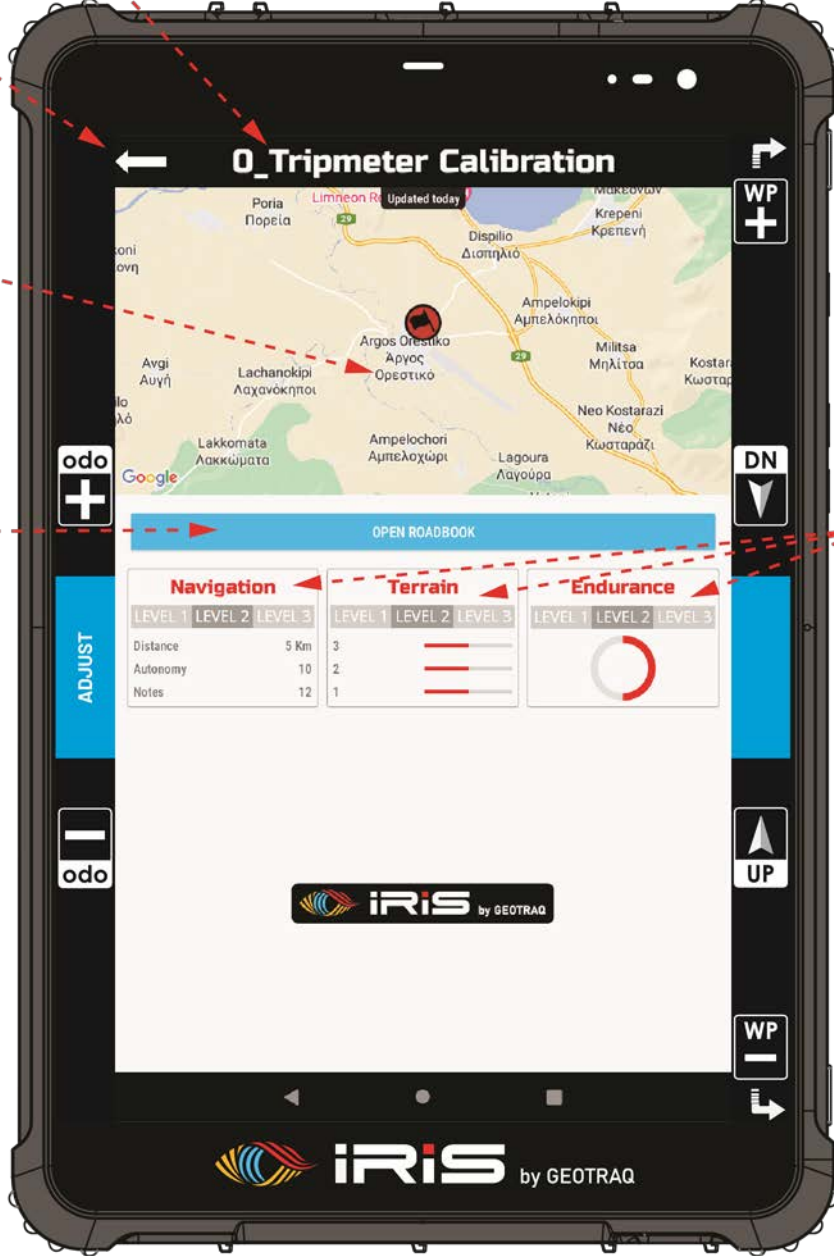 0_Tripmeter Calibration
WP
Updated today
Limneon
Poria
Πορεία
29
Krepeni
Κρεπενή
Dispilio
Δισπηλιό
Ampelokipi
Αμπελόκηποι
Argos Orestiko
Άργος
Ορεστικό
29
Militsa
Μηλίτσα
Avgi
Αυγή
Lachanokipi
Λαχανόκηποι
Neo Kostarazi
Νέο
Κωσταράζι
Lakkomata
Λακκώματα
Ampelochori
Αμπελοχώρι
Lagoura
Λαγούρα
Google
odo
DN
OPEN ROADBOOK
Navigation
LEVEL 1 LEVEL 2 LEVEL 3
Distance 5 Km
Autonomy 10
Notes 12
Terrain
LEVEL 1 LEVEL 2 LEVEL 3
3
2
1
Endurance
LEVEL 1 LEVEL 2 LEVEL 3
ADJUST
odo
UP
iRiS by GEOTRAQ
WP
iRiS by GEOTRAQ